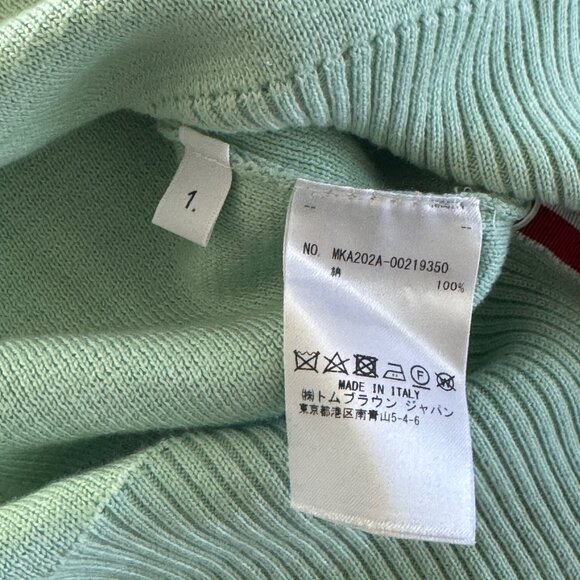 1.
NO. MKA202A-00219350
綿
100%
MADE IN ITALY
㈱トムブラウン ジャパン
東京都港区南青山5-4-6